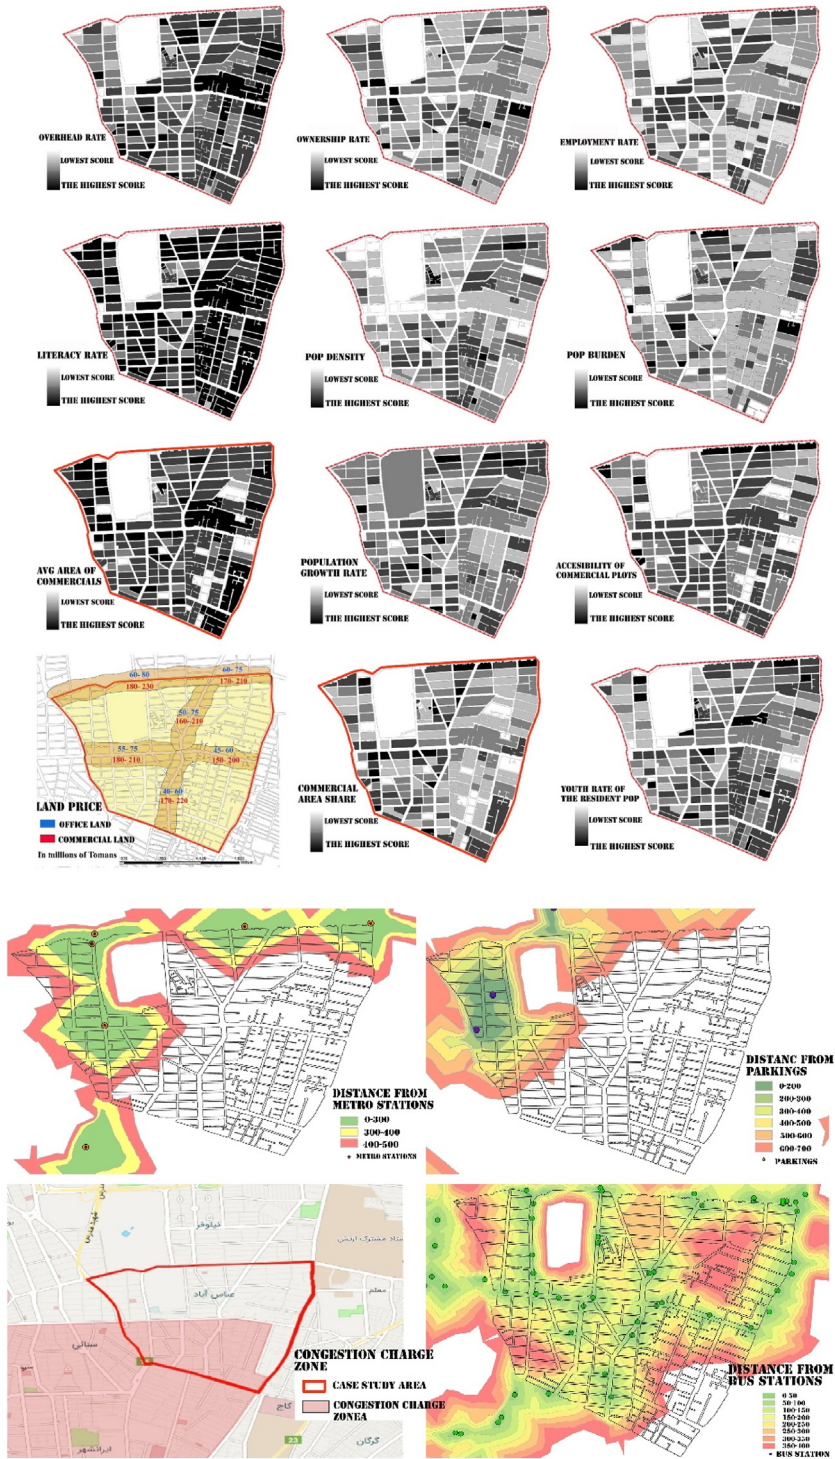 OVERHEAD RATE
LOWEST SCORE
THE HIGHEST SCORE
OWNERSHIP RATE
LOWEST SCORE
THE HIGHEST SCORE
EMPLOYMENT RATE
LOWEST SCORE
THE HIGHEST SCORE
LITERACY RATE
LOWEST SCORE
THE HIGHEST SCORE
POP DENSITY
LOWEST SCORE
THE HIGHEST SCORE
POP BURDEN
LOWEST SCORE
THE HIGHEST SCORE
AVG AREA OF
COMMERCIALS
LOWEST SCORE
THE HIGHEST SCORE
POPULATION
GROWTH RATE
LOWEST SCORE
THE HIGHEST SCORE
ACCESIBILITY OF
COMMERCIAL PLOTS
LOWEST SCORE
THE HIGHEST SCORE
60- 80
180- 230
60- 75
170- 210
50- 75
160- 210
55- 75
180- 210
45- 60
150- 200
40- 60
170- 220
LAND PRICE
OFFICE LAND
COMMERCIAL LAND
In millions of Tomans
COMMERCIAL
AREA SHARE
LOWEST SCORE
THE HIGHEST SCORE
YOUTH RATE OF
THE RESIDENT POP
LOWEST SCORE
THE HIGHEST SCORE
DISTANCE FROM
METRO STATIONS
0-300
300-400
400-500
METRO STATIONS
DISTANC FROM
PARKINGS
0-200
200-300
300-400
400-500
500-600
600-700
PARKINGS
نیلوفر
ستاد مشترک ارتش
عباس آباد
معلم
سنائی
کاج
ایرانشهر
23
گرگان
CONGESTION CHARGE
ZONE
CASE STUDY AREA
CONGESTION CHARGE
ZONEA
DISTANCE FROM
BUS STATIONS
0-50
50-100
100-150
150-200
200-250
250-300
300-350
350-400
BUS STATION